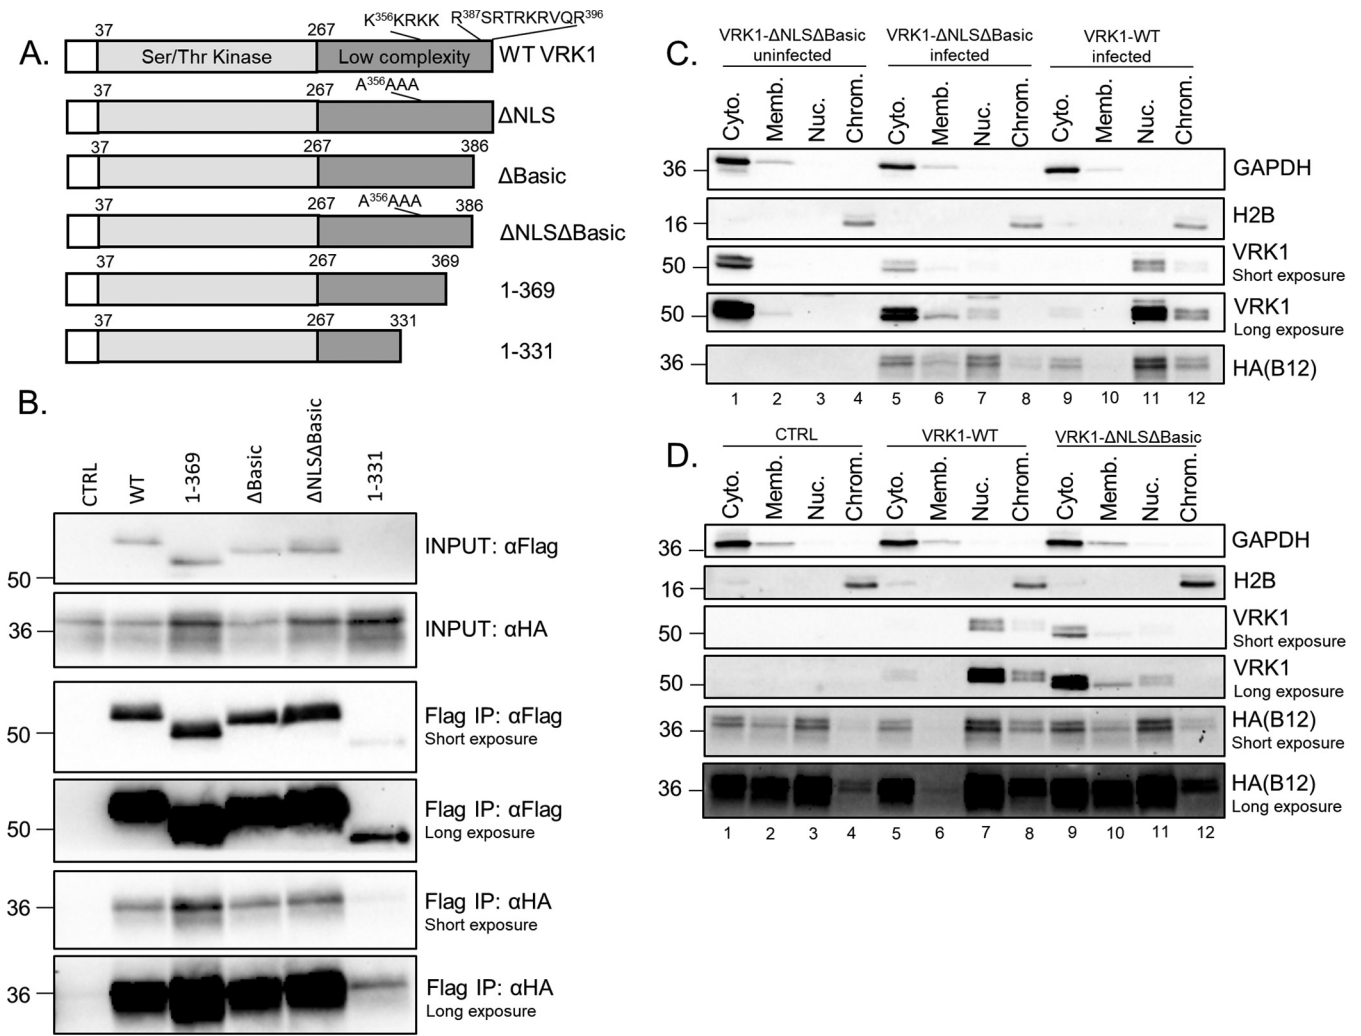 A.
37 267 K³⁵⁶KRKK R³⁸⁷SRTRKRVQR³⁹⁶
Ser/Thr Kinase Low complexity WT VRK1
37 267 A³⁵⁶AAA
ΔNLS
37 267 386
ΔBasic
37 267 A³⁵⁶AAA 386
ΔNLSΔBasic
37 267 369
1-369
37 267 331
1-331
B.
CTRL WT 1-369 ΔBasic ΔNLSΔBasic 1-331
50 INPUT: αFlag
36 INPUT: αHA
50 Flag IP: αFlag
Short exposure
50 Flag IP: αFlag
Long exposure
36 Flag IP: αHA
Short exposure
36 Flag IP: αHA
Long exposure
C.
VRK1-ΔNLSΔBasic VRK1-ΔNLSΔBasic VRK1-WT
uninfected infected infected
Cyto. Memb. Nuc. Chrom. Cyto. Memb. Nuc. Chrom. Cyto. Memb. Nuc. Chrom.
36 GAPDH
16 H2B
50 VRK1
Short exposure
50 VRK1
Long exposure
36 HA(B12)
1 2 3 4 5 6 7 8 9 10 11 12
D.
CTRL VRK1-WT VRK1-ΔNLSΔBasic
Cyto. Memb. Nuc. Chrom. Cyto. Memb. Nuc. Chrom. Cyto. Memb. Nuc. Chrom.
36 GAPDH
16 H2B
50 VRK1
Short exposure
50 VRK1
Long exposure
36 HA(B12)
Short exposure
36 HA(B12)
Long exposure
1 2 3 4 5 6 7 8 9 10 11 12